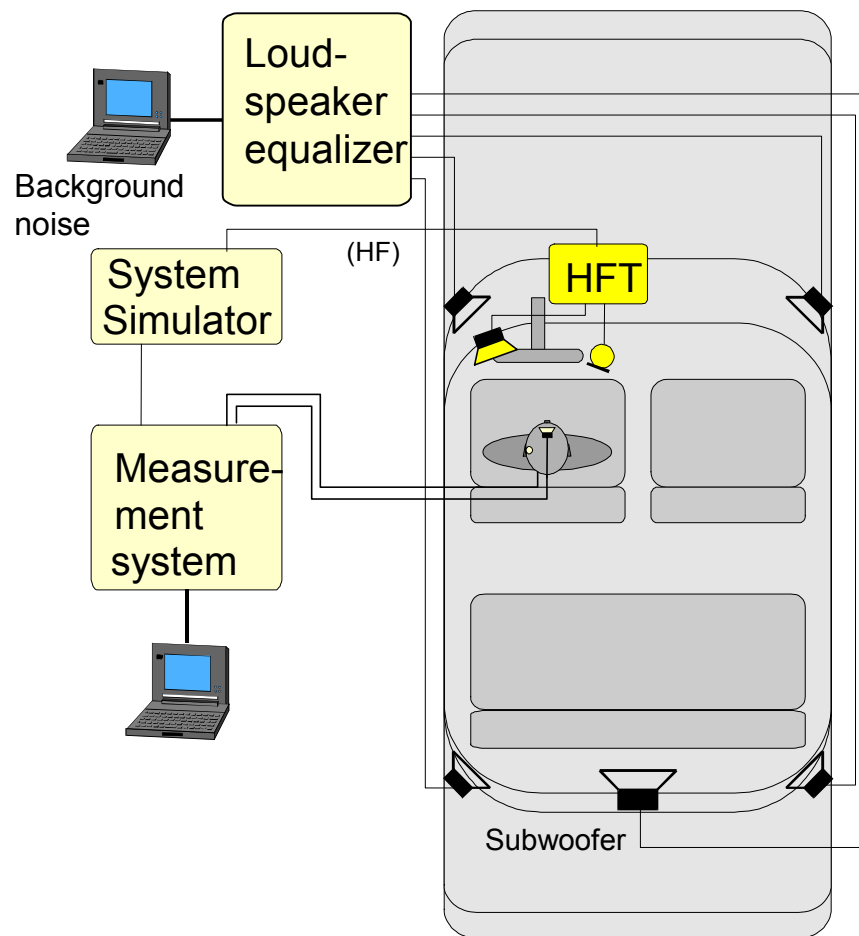 Loud-
speaker
equalizer
Background
noise
(HF)
HFT
System
Simulator
Measure-
ment
system
Subwoofer